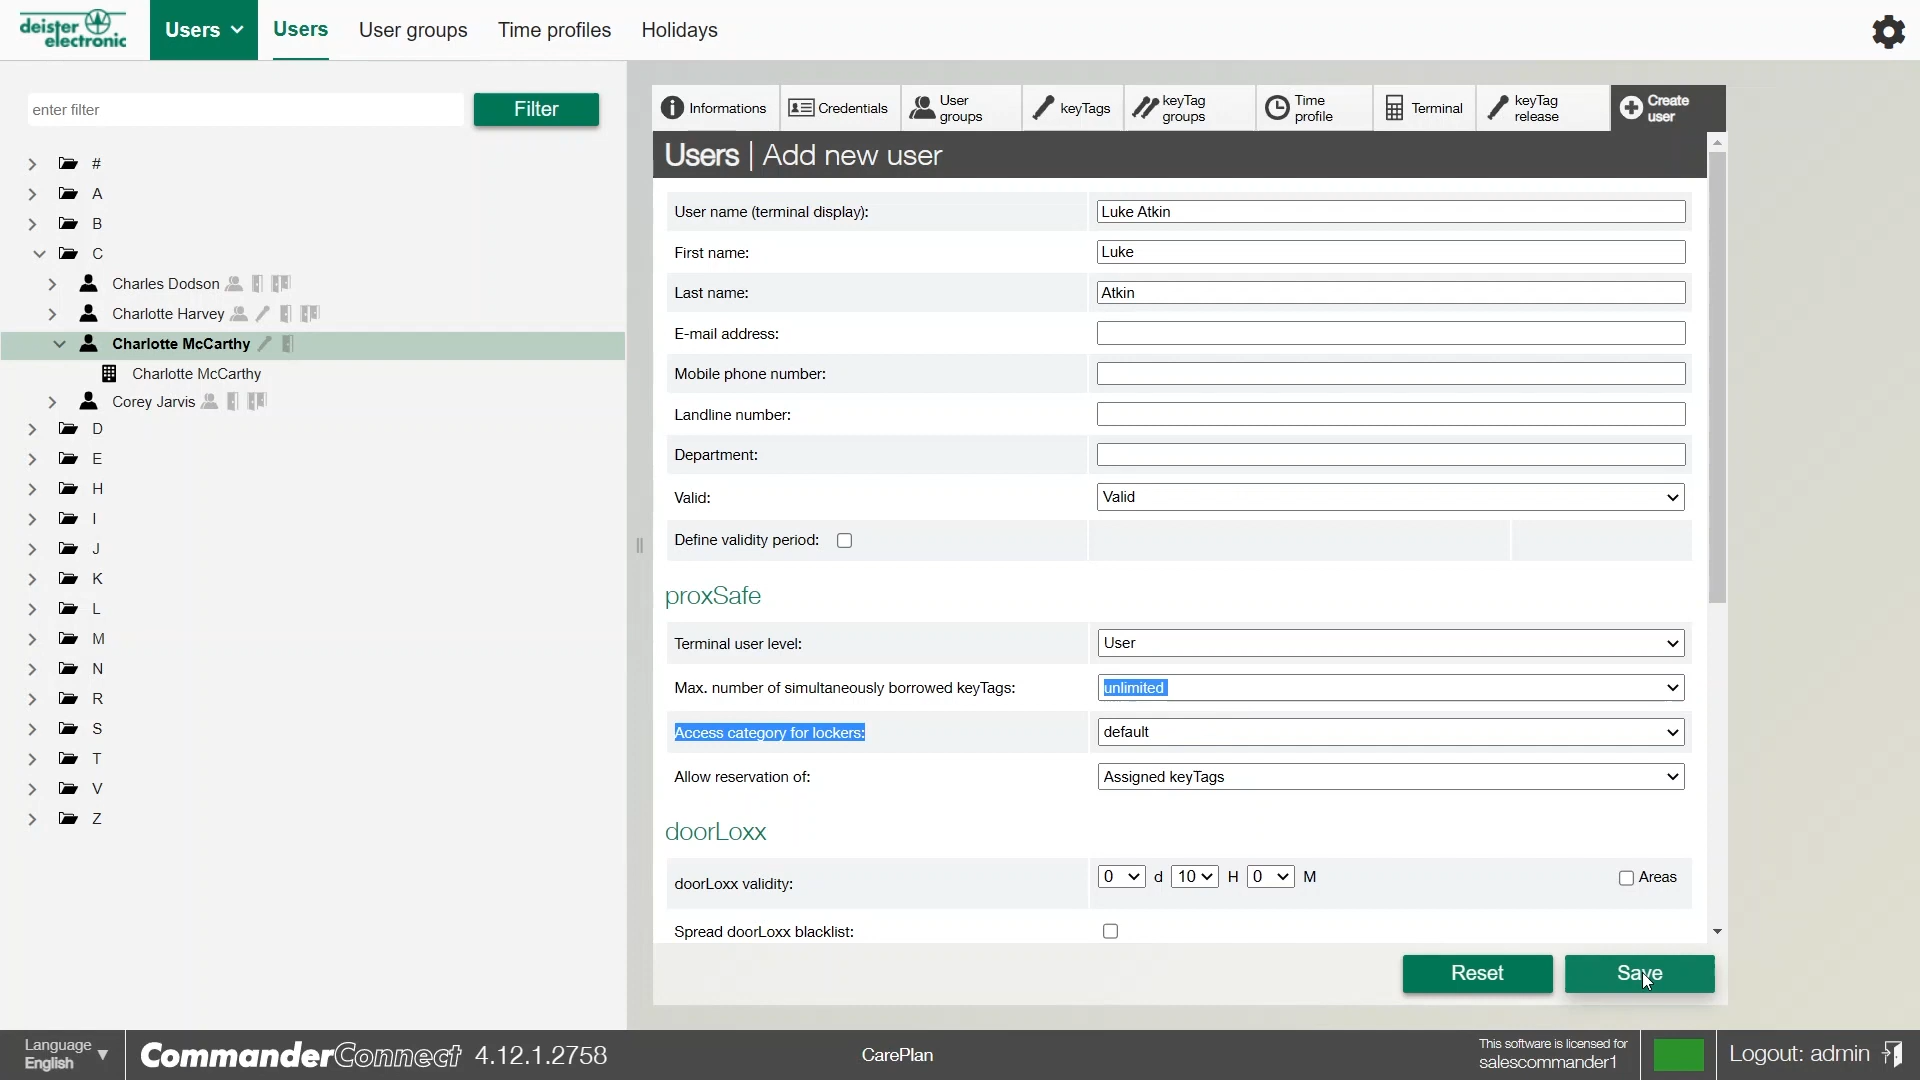 deister electronic
Users
Users
User groups
Time profiles
Holidays
enter filter
Filter
#
A
B
C
Charles Dodson
Charlotte Harvey
Charlotte McCarthy
Charlotte McCarthy
Corey Jarvis
D
E
H
I
J
K
L
M
N
R
S
T
V
Z
Informations
Credentials
User groups
keyTags
keyTag groups
Time profile
Terminal
keyTag release
Create user
Users | Add new user
User name (terminal display): Luke Atkin
First name: Luke
Last name: Atkin
E-mail address:
Mobile phone number:
Landline number:
Department:
Valid: Valid
Define validity period:
proxSafe
Terminal user level: User
Max. number of simultaneously borrowed keyTags: unlimited
Access category for lockers: default
Allow reservation of: Assigned keyTags
doorLoxx
doorLoxx validity: 0 d 10 H 0 M Areas
Spread doorLoxx blacklist:
Reset
Save
Language
English
CommanderConnect 4.12.1.2758
CarePlan
This software is licensed for
salescommander1
Logout: admin